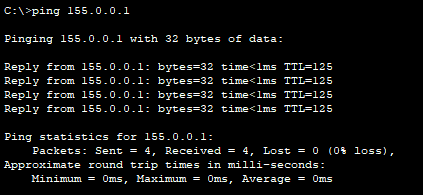 C:\>ping 155.0.0.1
Pinging 155.0.0.1 with 32 bytes of data:
Reply from 155.0.0.1: bytes=32 time<1ms TTL=125
Reply from 155.0.0.1: bytes=32 time<1ms TTL=125
Reply from 155.0.0.1: bytes=32 time<1ms TTL=125
Reply from 155.0.0.1: bytes=32 time<1ms TTL=125
Ping statistics for 155.0.0.1:
    Packets: Sent = 4, Received = 4, Lost = 0 (0% loss),
Approximate round trip times in milli-seconds:
    Minimum = 0ms, Maximum = 0ms, Average = 0ms